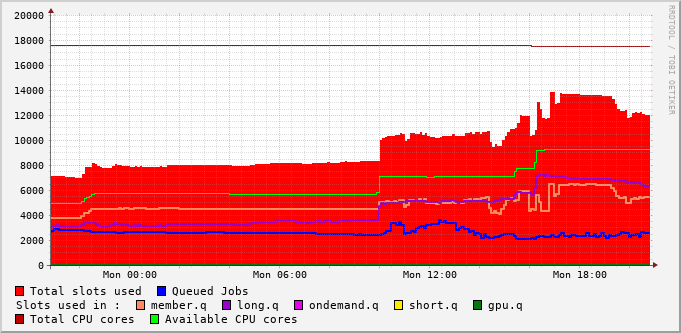 RRDTOOL / TOBI OETIKER
20000
18000
16000
14000
12000
10000
8000
6000
4000
2000
0
Mon 00:00 Mon 06:00 Mon 12:00 Mon 18:00
Total slots used Queued Jobs
Slots used in : member.q long.q ondemand.q short.q gpu.q
Total CPU cores Available CPU cores